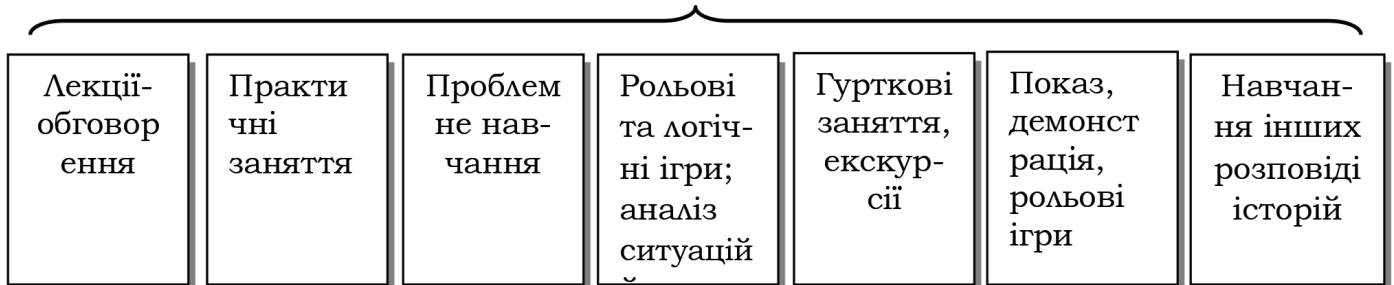 Лекції-
обговор
ення
Практи
чні
заняття
Проблем
не нав-
чання
Рольові
та логіч-
ні ігри;
аналіз
ситуацій
Гурткові
заняття,
екскур-
сії
Показ,
демонст
рація,
рольові
ігри
Навчан-
ня інших
розповіді
історій